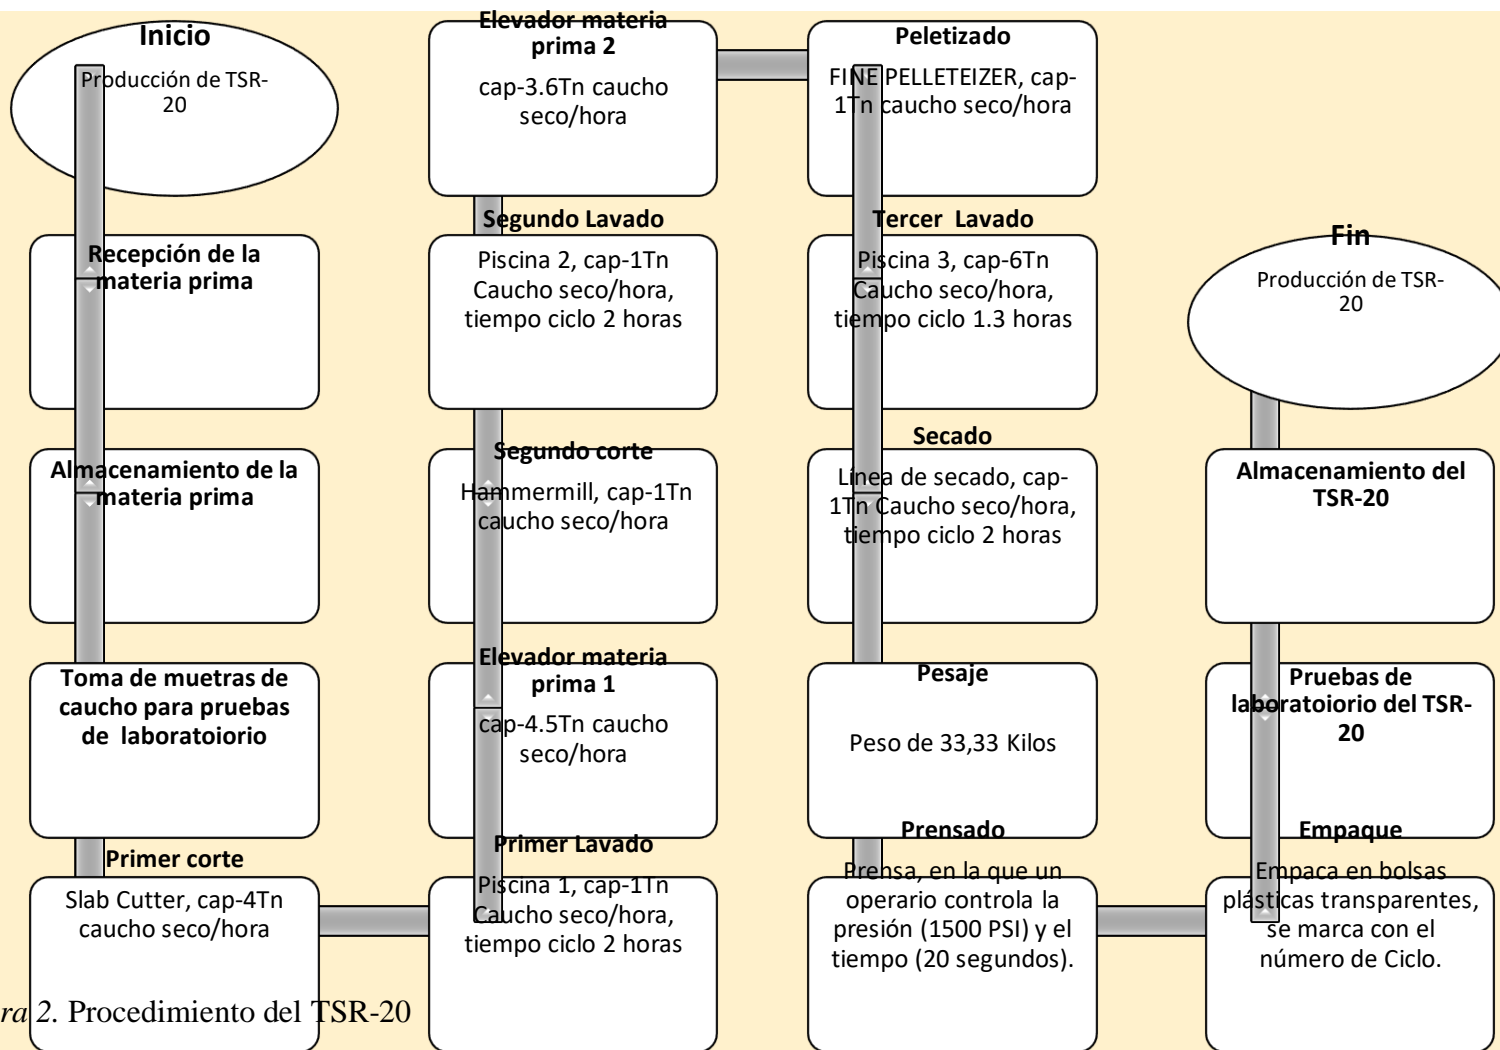 Inicio
Producción de TSR-
20
Recepción de la
materia prima
Almacenamiento de la
materia prima
Toma de muetras de
caucho para pruebas
de laboratoiorio
Primer corte
Slab Cutter, cap-4Tn
caucho seco/hora
Primer Lavado
Piscina 1, cap-1Tn
Caucho seco/hora,
tiempo ciclo 2 horas
Elevador materia
prima 1
cap-4.5Tn caucho
seco/hora
Segundo corte
Hammermill, cap-1Tn
caucho seco/hora
Segundo Lavado
Piscina 2, cap-1Tn
Caucho seco/hora,
tiempo ciclo 2 horas
Elevador materia
prima 2
cap-3.6Tn caucho
seco/hora
Peletizado
FINE PELLETEIZER, cap-
1Tn caucho seco/hora
Tercer Lavado
Piscina 3, cap-6Tn
Caucho seco/hora,
tiempo ciclo 1.3 horas
Secado
Línea de secado, cap-
1Tn Caucho seco/hora,
tiempo ciclo 2 horas
Pesaje
Peso de 33,33 Kilos
Prensado
Prensa, en la que un
operario controla la
presión (1500 PSI) y el
tiempo (20 segundos).
Empaque
Empaca en bolsas
plásticas transparentes,
se marca con el
número de Ciclo.
Pruebas de
laboratoiorio del TSR-
20
Almacenamiento del
TSR-20
Fin
Producción de TSR-
20
ra 2. Procedimiento del TSR-20